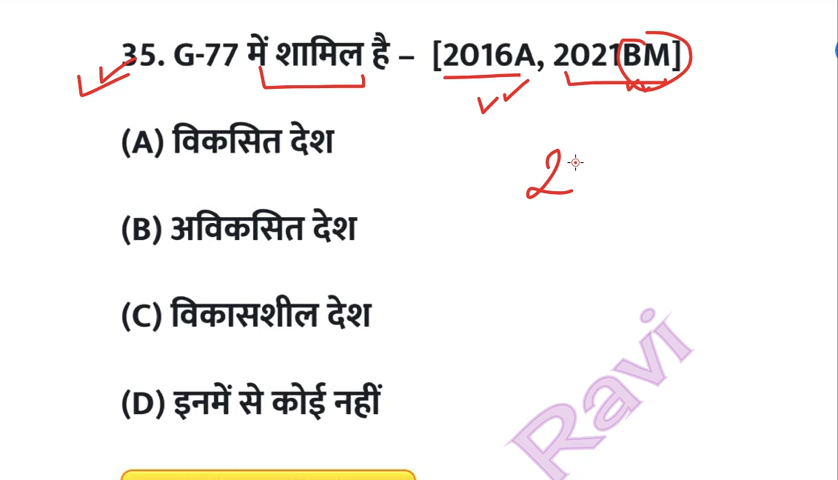 35. G-77 में शामिल है – [2016A, 2021BM]
2
(A) विकसित देश
(B) अविकसित देश
(C) विकासशील देश
(D) इनमें से कोई नहीं
Ravi